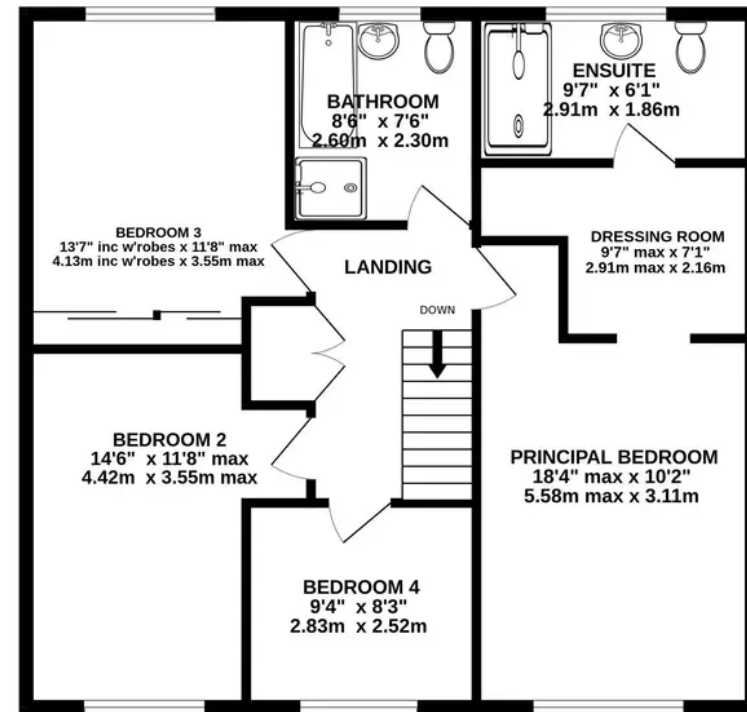 BATHROOM
8'6" x 7'6"
2.60m x 2.30m
ENSUITE
9'7" x 6'1"
2.91m x 1.86m
BEDROOM 3
13'7" inc w'robes x 11'8" max
4.13m inc w'robes x 3.55m max
LANDING
DRESSING ROOM
9'7" max x 7'1"
2.91m max x 2.16m
DOWN
BEDROOM 2
14'6" x 11'8" max
4.42m x 3.55m max
PRINCIPAL BEDROOM
18'4" max x 10'2"
5.58m max x 3.11m
BEDROOM 4
9'4" x 8'3"
2.83m x 2.52m